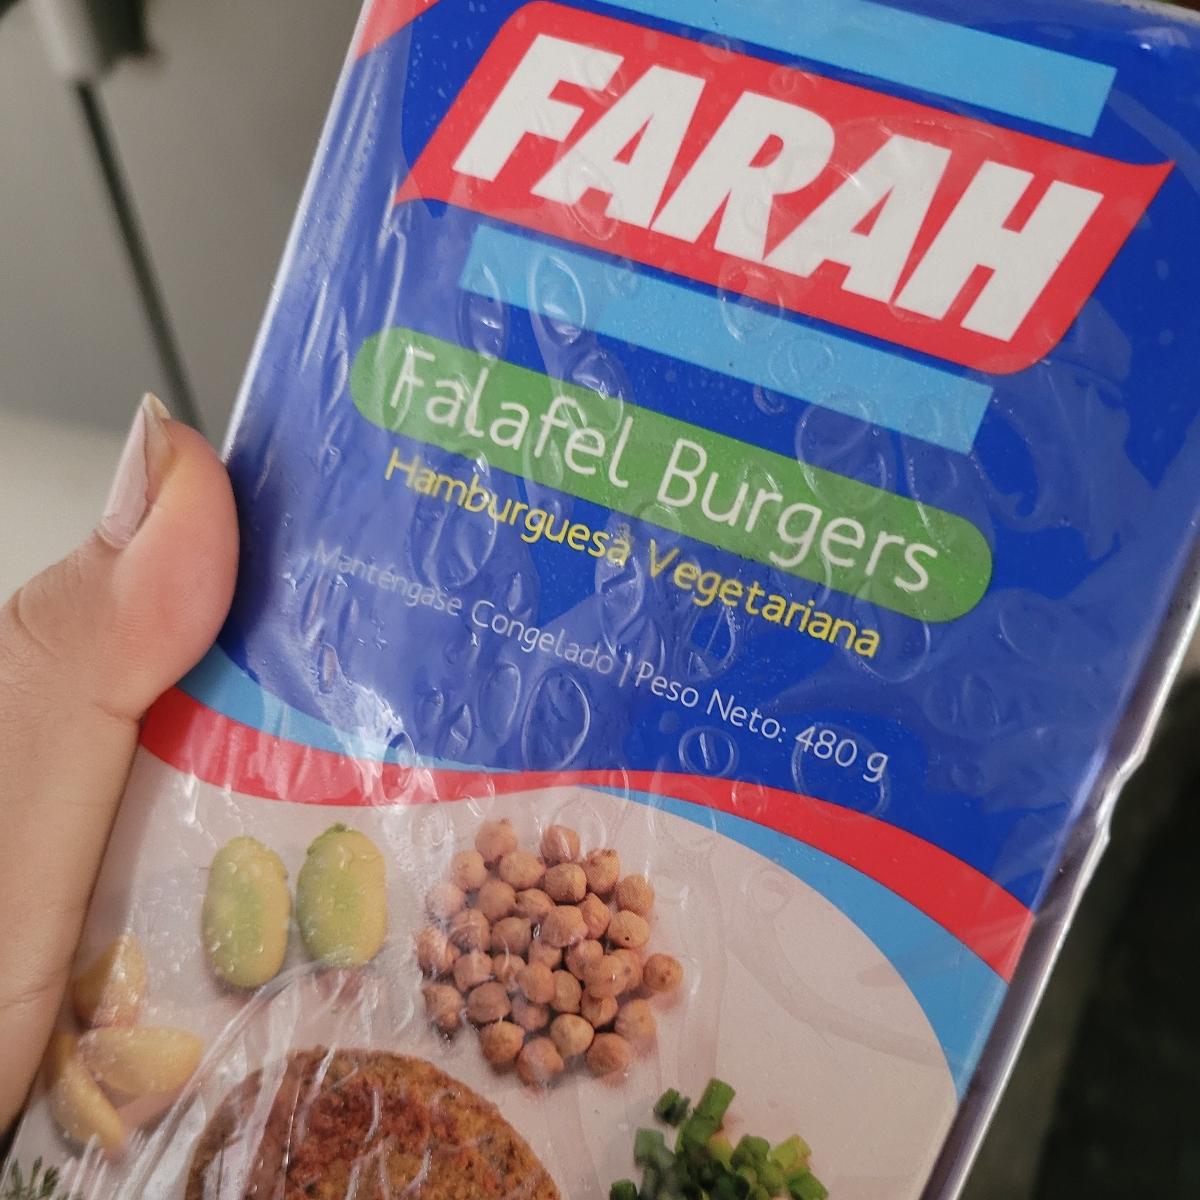 FARAH
Falafel Burgers
Hamburguesa Vegetariana
Manténgase Congelado | Peso Neto: 480 g